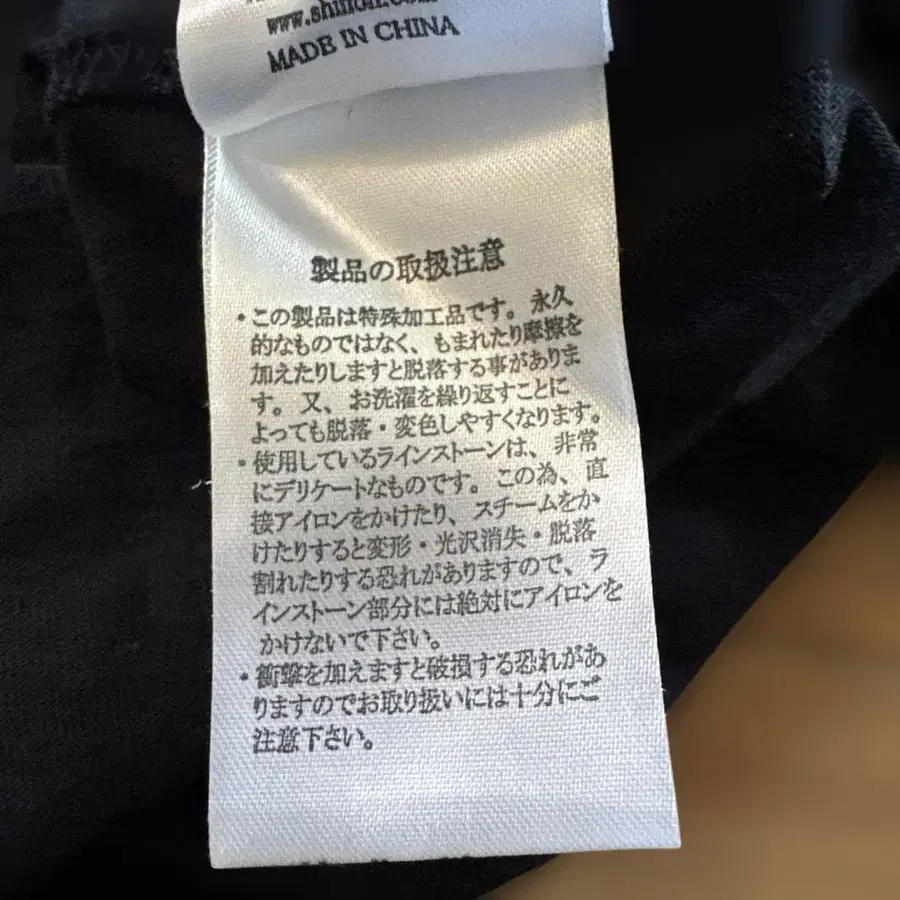 MADE IN CHINA
製品の取扱注意
・この製品は特殊加工品です。永久
的なものではなく、もまれたり摩擦を
加えたりしますと脱落する事がありま
す。又、お洗濯を繰り返すことに
よっても脱落・変色しやすくなります。
・使用しているラインストーンは、非常
にデリケートなものです。この為、直
接アイロンをかけたり、スチームをか
けたりすると変形・光沢消失・脱落
割れたりする恐れがありますので、ラ
インストーン部分には絶対にアイロンを
かけないで下さい。
・衝撃を加えますと破損する恐れがあ
りますのでお取り扱いには十分にご
注意下さい。